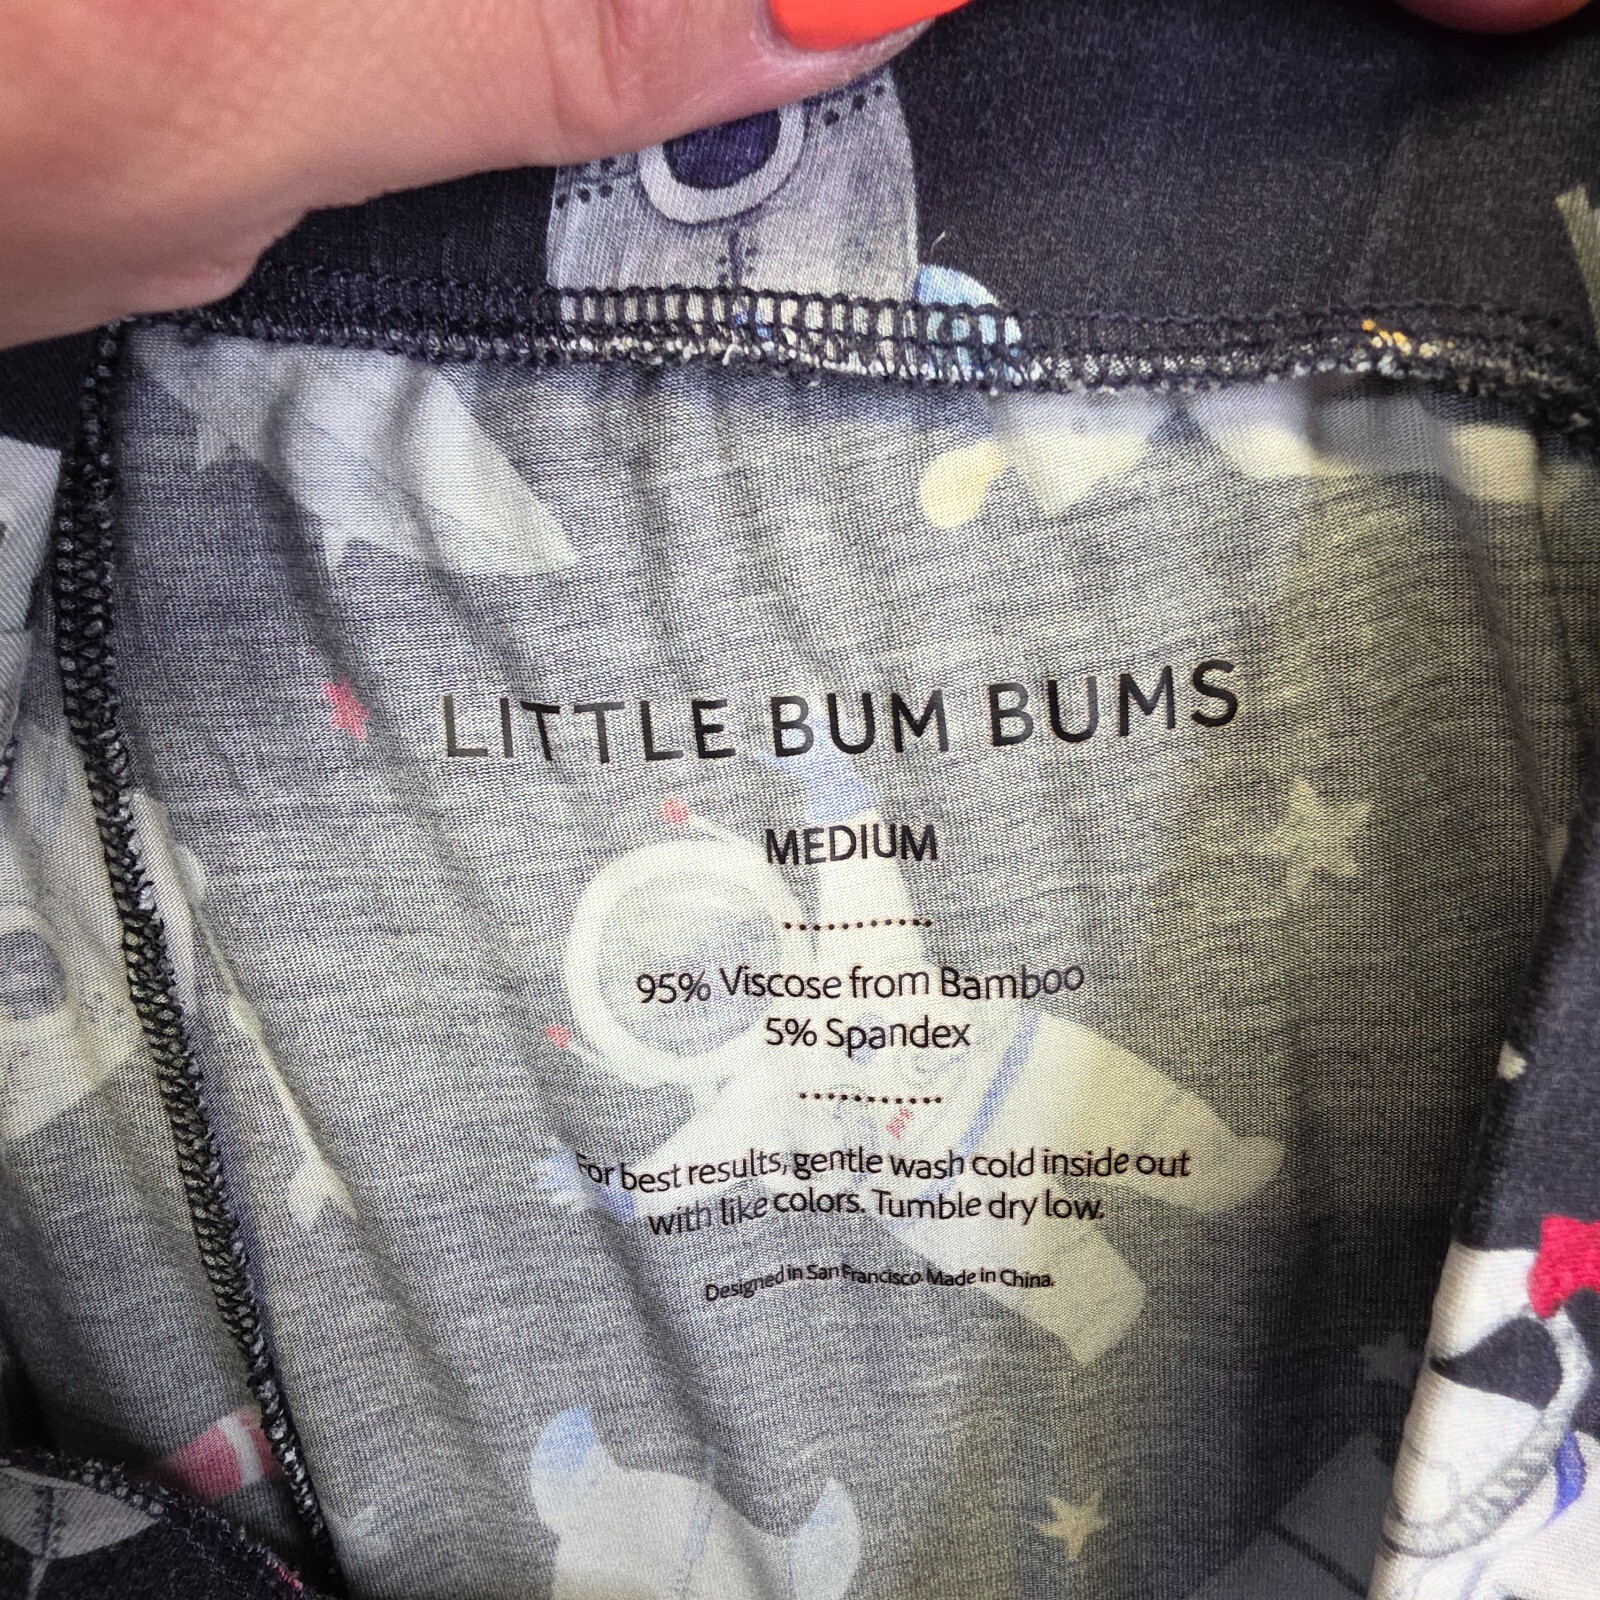 LITTLE BUM BUMS
MEDIUM
95% Viscose from Bamboo
5% Spandex
For best results, gentle wash cold inside out
with like colors. Tumble dry low.
Designed in San Francisco. Made in China.